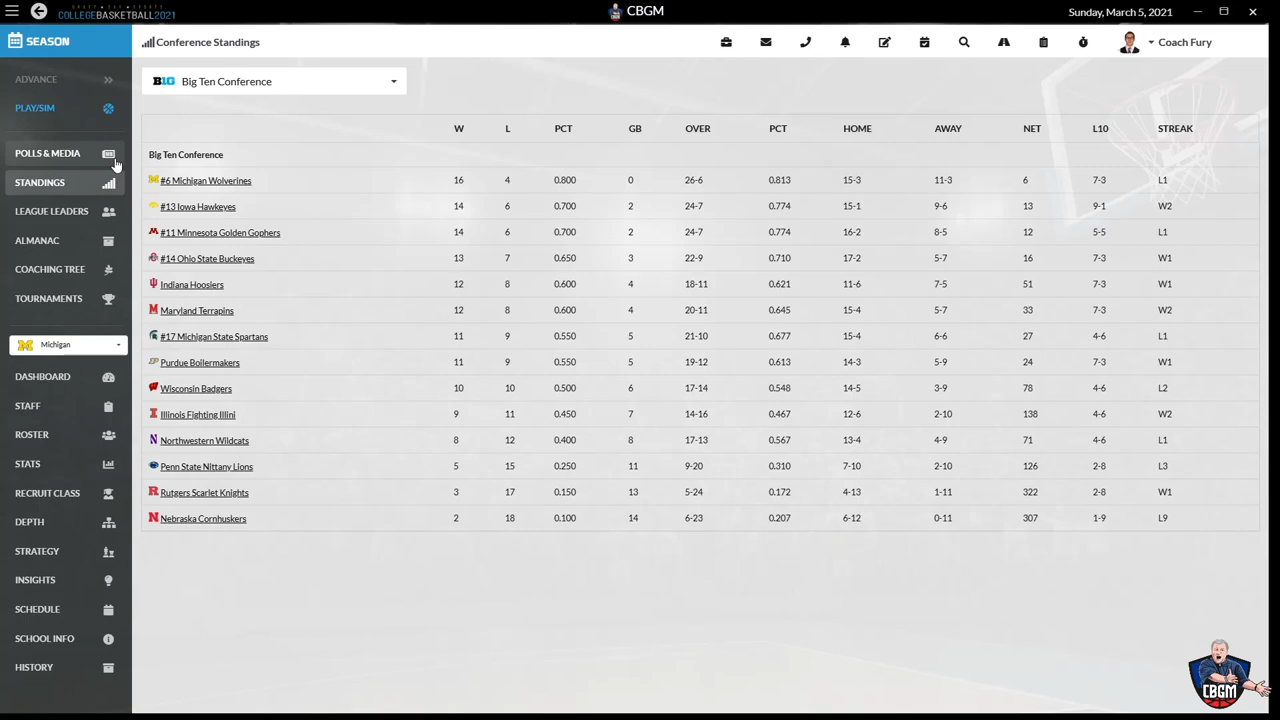 DRAFT DAY SPORTS
COLLEGEBASKETBALL2021
CBGM
Sunday, March 5, 2021
SEASON
Conference Standings
Coach Fury
ADVANCE
PLAY/SIM
POLLS & MEDIA
STANDINGS
LEAGUE LEADERS
ALMANAC
COACHING TREE
TOURNAMENTS
Michigan
DASHBOARD
STAFF
ROSTER
STATS
RECRUIT CLASS
DEPTH
STRATEGY
INSIGHTS
SCHEDULE
SCHOOL INFO
HISTORY
B1G Big Ten Conference
W L PCT GB OVER PCT HOME AWAY NET L10 STREAK
Big Ten Conference
#6 Michigan Wolverines 16 4 0.800 0 26-6 0.813 15-3 11-3 6 7-3 L1
#13 Iowa Hawkeyes 14 6 0.700 2 24-7 0.774 15-1 9-6 13 9-1 W2
#11 Minnesota Golden Gophers 14 6 0.700 2 24-7 0.774 16-2 8-5 12 5-5 L1
#14 Ohio State Buckeyes 13 7 0.650 3 22-9 0.710 17-2 5-7 16 7-3 W1
Indiana Hoosiers 12 8 0.600 4 18-11 0.621 11-6 7-5 51 7-3 W1
Maryland Terrapins 12 8 0.600 4 20-11 0.645 15-4 5-7 33 7-3 W2
#17 Michigan State Spartans 11 9 0.550 5 21-10 0.677 15-4 6-6 27 4-6 L1
Purdue Boilermakers 11 9 0.550 5 19-12 0.613 14-3 5-9 24 7-3 W1
Wisconsin Badgers 10 10 0.500 6 17-14 0.548 14-5 3-9 78 4-6 L2
Illinois Fighting Illini 9 11 0.450 7 14-16 0.467 12-6 2-10 138 4-6 W2
Northwestern Wildcats 8 12 0.400 8 17-13 0.567 13-4 4-9 71 4-6 L1
Penn State Nittany Lions 5 15 0.250 11 9-20 0.310 7-10 2-10 126 2-8 L3
Rutgers Scarlet Knights 3 17 0.150 13 5-24 0.172 4-13 1-11 322 2-8 W1
Nebraska Cornhuskers 2 18 0.100 14 6-23 0.207 6-12 0-11 307 1-9 L9
CBGM